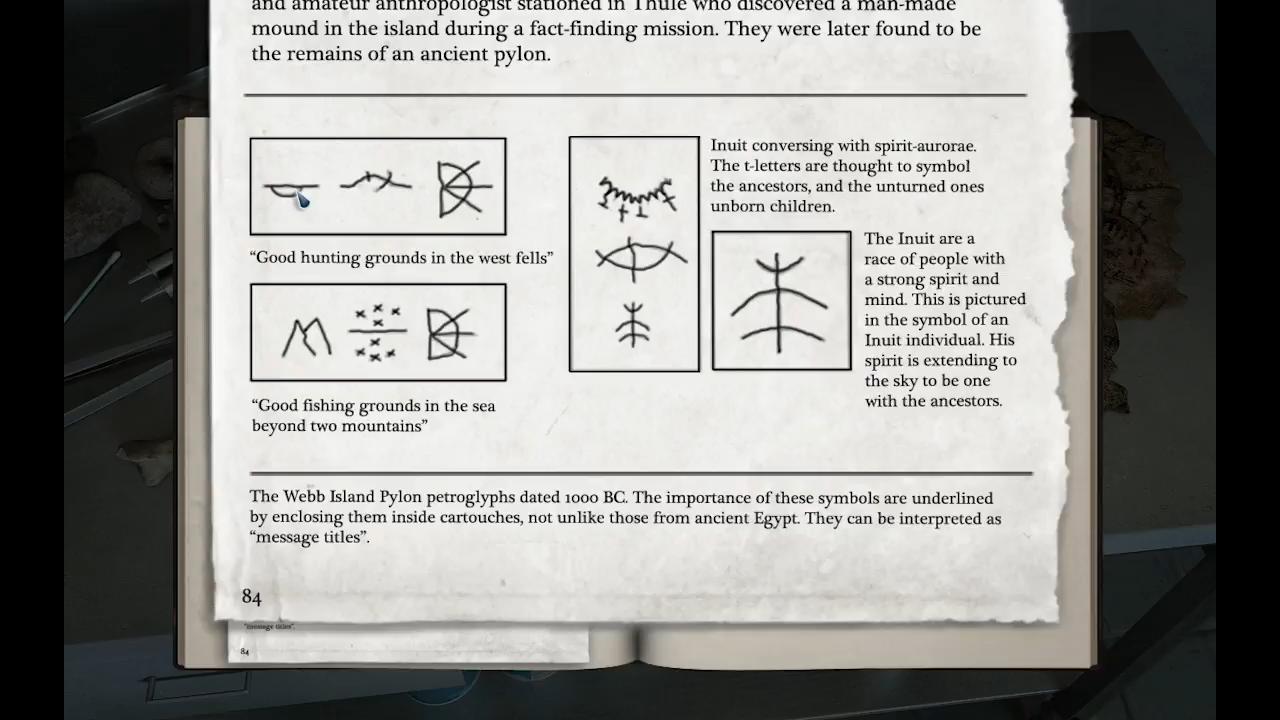 and amateur anthropologist stationed in Thule who discovered a man-made
mound in the island during a fact-finding mission. They were later found to be
the remains of an ancient pylon.
"Good hunting grounds in the west fells"
"Good fishing grounds in the sea
beyond two mountains"
Inuit conversing with spirit-aurorae.
The t-letters are thought to symbol
the ancestors, and the unturned ones
unborn children.
The Inuit are a
race of people with
a strong spirit and
mind. This is pictured
in the symbol of an
Inuit individual. His
spirit is extending to
the sky to be one
with the ancestors.
The Webb Island Pylon petroglyphs dated 1000 BC. The importance of these symbols are underlined
by enclosing them inside cartouches, not unlike those from ancient Egypt. They can be interpreted as
"message titles".
84
"message titles".
84